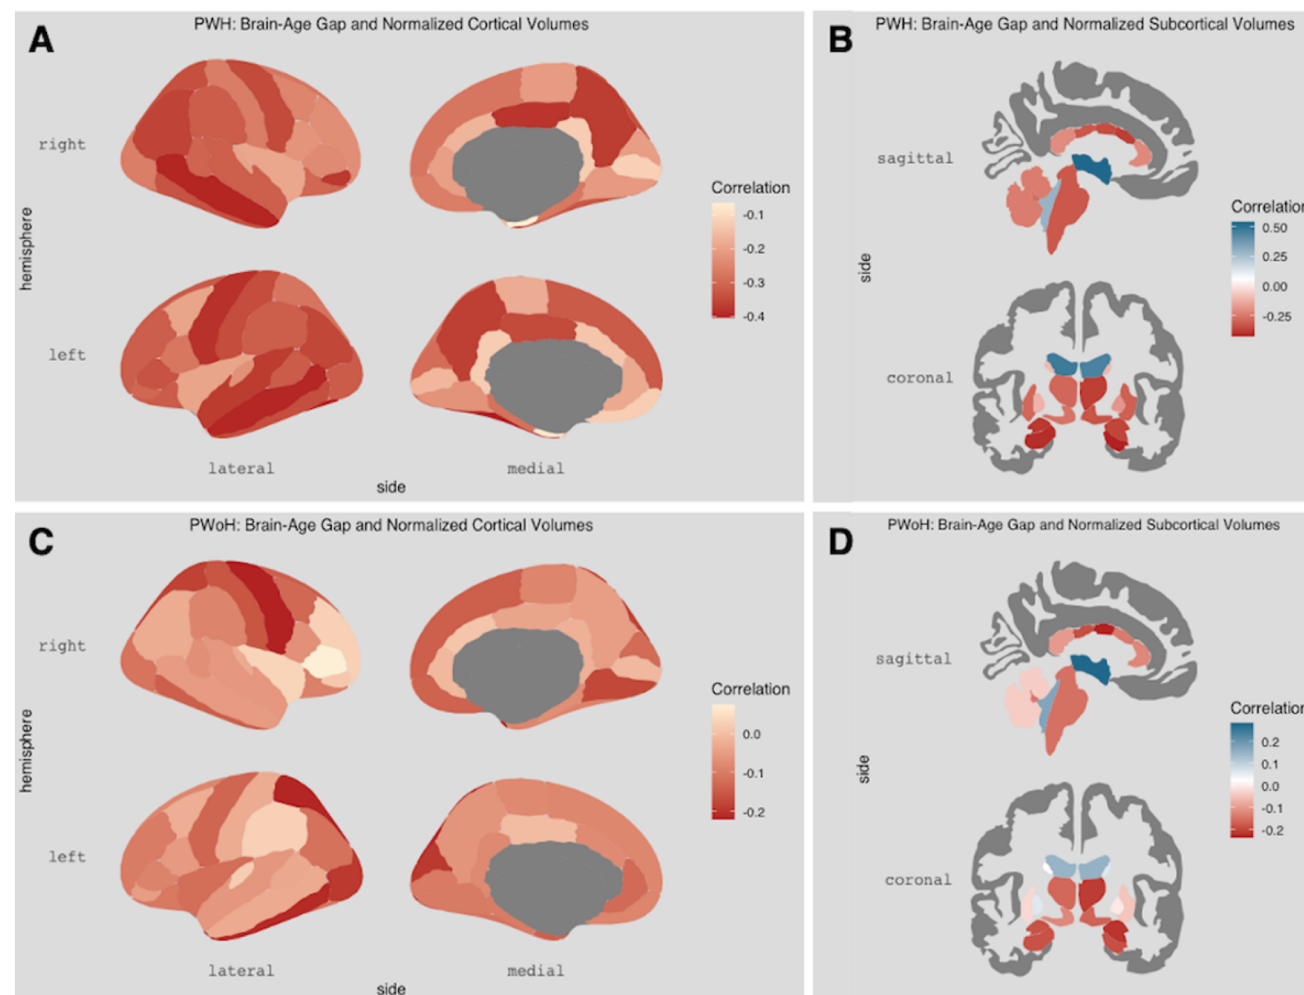 A
PWH: Brain-Age Gap and Normalized Cortical Volumes
right
left
hemisphere
lateral
medial
side
Correlation
-0.1
-0.2
-0.3
-0.4
B
PWH: Brain-Age Gap and Normalized Subcortical Volumes
sagittal
coronal
side
Correlation
0.50
0.25
0.00
-0.25
C
PWoH: Brain-Age Gap and Normalized Cortical Volumes
right
left
hemisphere
lateral
medial
side
Correlation
0.0
-0.1
-0.2
D
PWoH: Brain-Age Gap and Normalized Subcortical Volumes
sagittal
coronal
side
Correlation
0.2
0.1
0.0
-0.1
-0.2